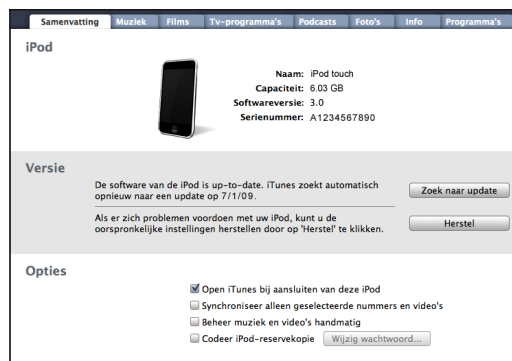 Samenvatting Muziek Films Tv-programma's Podcasts Foto's Info Programma's
iPod
Naam: iPod touch
Capaciteit: 6.03 GB
Softwareversie: 3.0
Serienummer: A1234567890
Versie
De software van de iPod is up-to-date. iTunes zoekt automatisch
opnieuw naar een update op 7/1/09.
Zoek naar update
Als er zich problemen voordoen met uw iPod, kunt u de
oorspronkelijke instellingen herstellen door op 'Herstel' te klikken.
Herstel
Opties
Open iTunes bij aansluiten van deze iPod
Synchroniseer alleen geselecteerde nummers en video's
Beheer muziek en video's handmatig
Codeer iPod-reservekopie Wijzig wachtwoord...